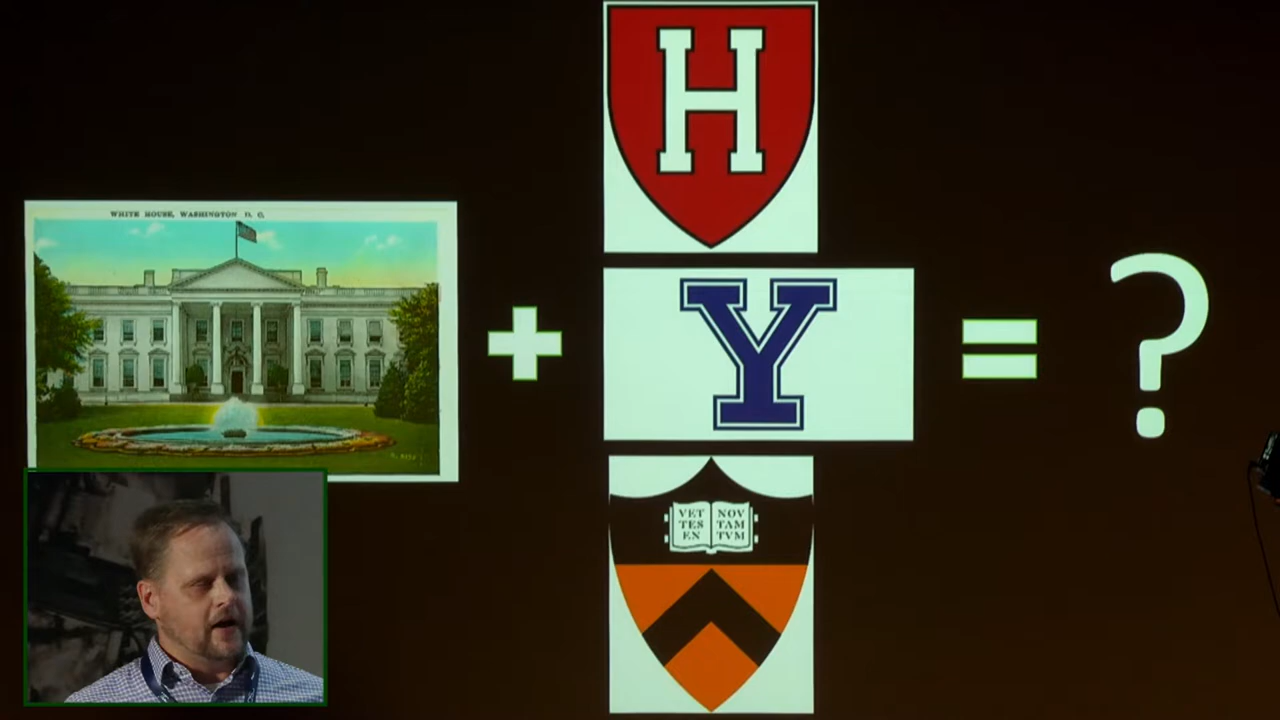 WHITE HOUSE, WASHINGTON D. C.
+
H
Y
VET NOV
TES TAM
EN TVM
=
?